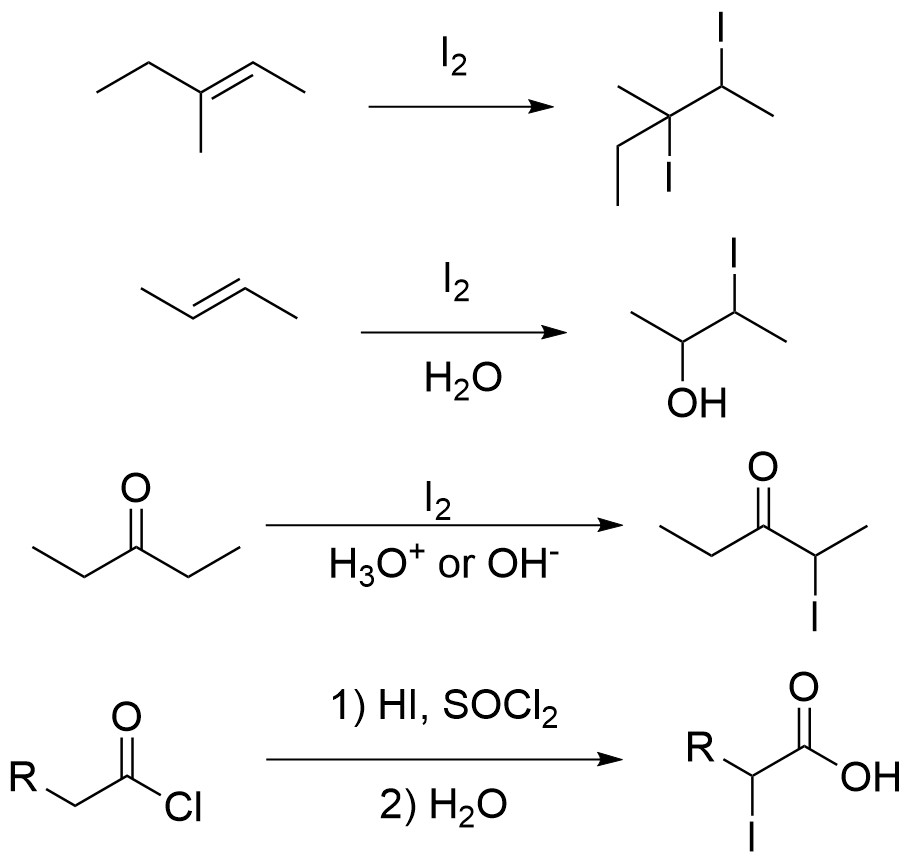 I₂
I
I
I₂
H₂O
I
OH
O
I₂
H₃O⁺ or OH⁻
O
I
O
R
Cl
1) HI, SOCl₂
2) H₂O
O
R
OH
I